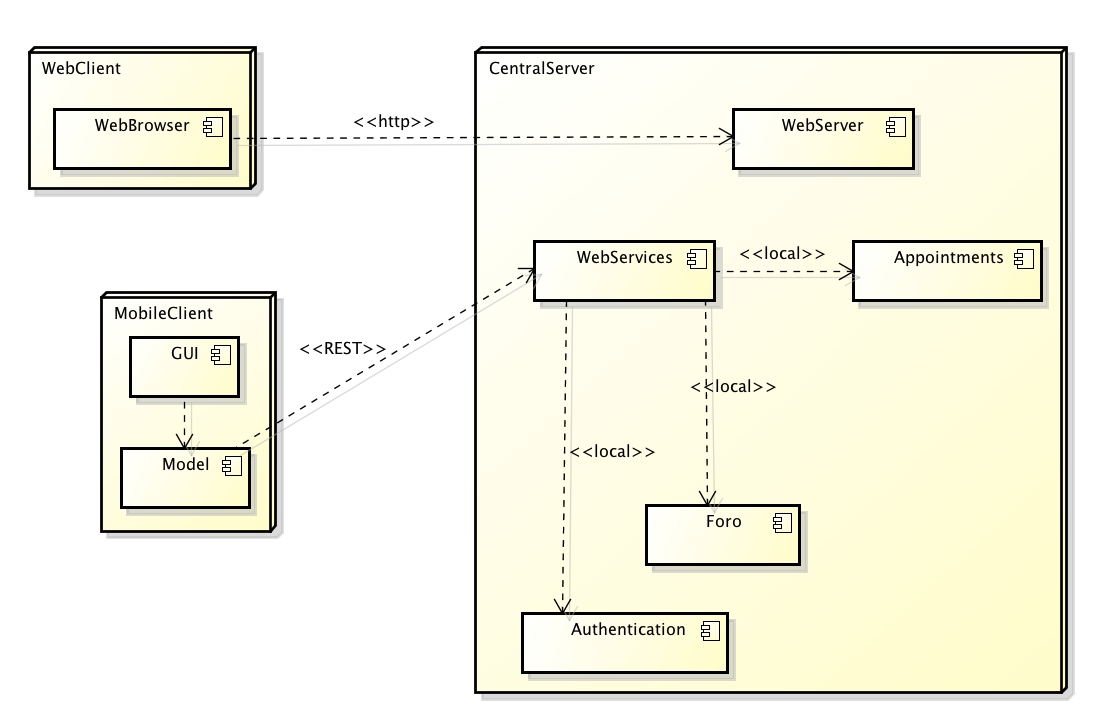 WebClient
CentralServer
WebBrowser
<<http>>
WebServer
WebServices
<<local>>
Appointments
MobileClient
GUI
<<REST>>
<<local>>
<<local>>
Model
Foro
Authentication